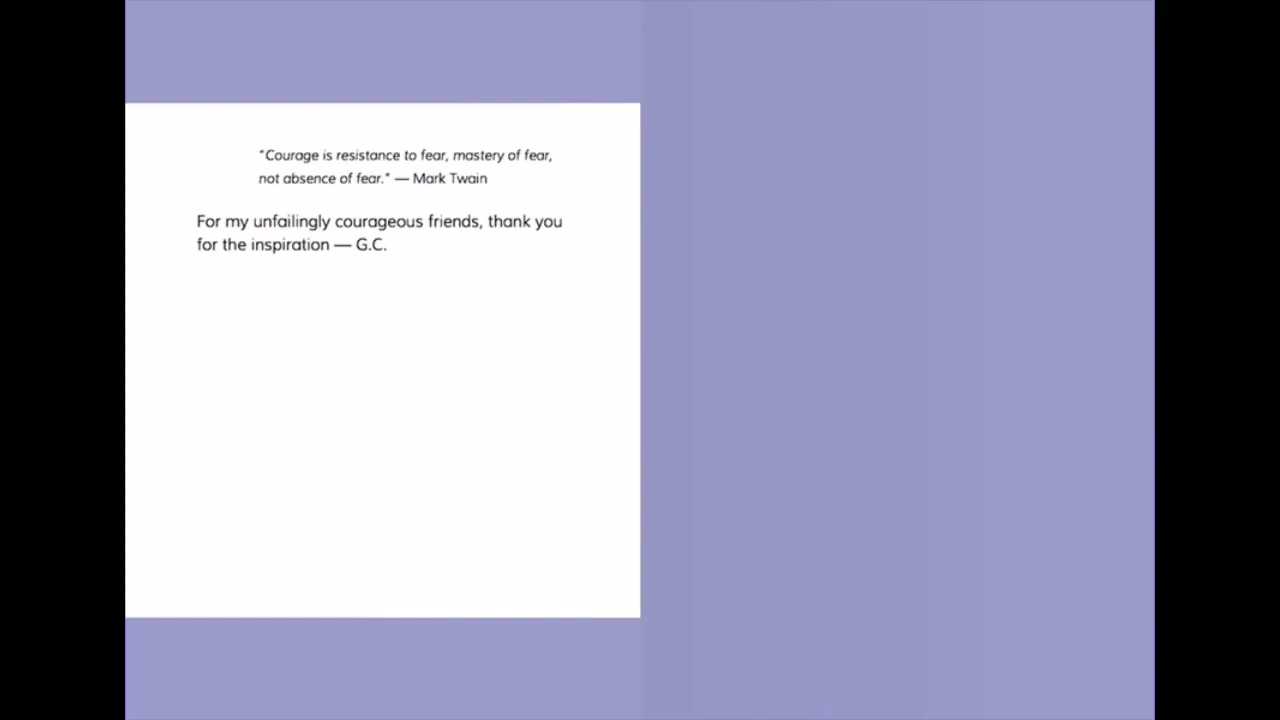 "Courage is resistance to fear, mastery of fear,
not absence of fear." — Mark Twain
For my unfailingly courageous friends, thank you
for the inspiration — G.C.